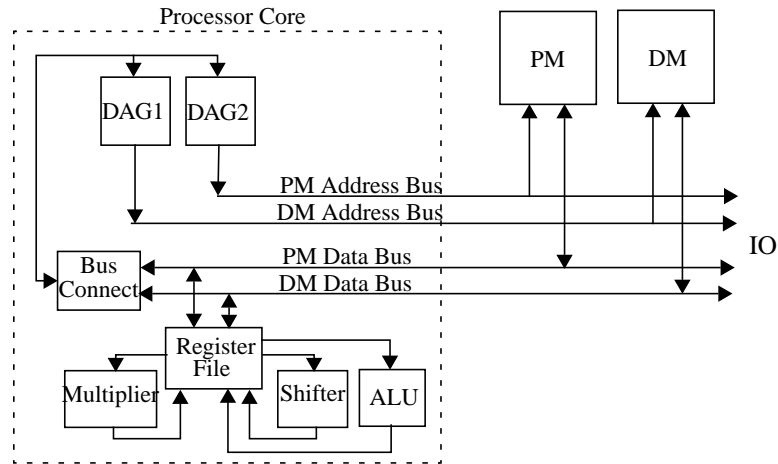 Processor Core
PM
DM
DAG1
DAG2
PM Address Bus
DM Address Bus
IO
Bus
Connect
PM Data Bus
DM Data Bus
Register
File
Multiplier
Shifter
ALU